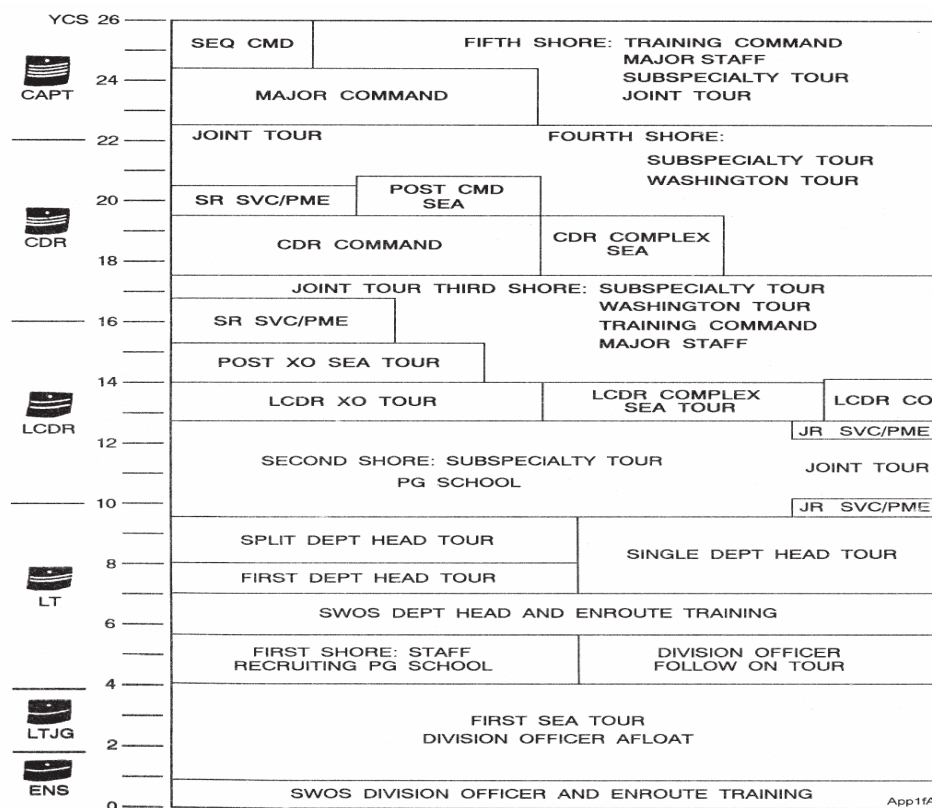 YCS 26
SEQ CMD
FIFTH SHORE: TRAINING COMMAND
MAJOR STAFF
SUBSPECIALTY TOUR
JOINT TOUR
24
CAPT
MAJOR COMMAND
22
JOINT TOUR
FOURTH SHORE:
SUBSPECIALTY TOUR
WASHINGTON TOUR
20
SR SVC/PME
POST CMD
SEA
CDR
CDR COMMAND
CDR COMPLEX
SEA
18
JOINT TOUR THIRD SHORE: SUBSPECIALTY TOUR
WASHINGTON TOUR
TRAINING COMMAND
MAJOR STAFF
16
SR SVC/PME
POST XO SEA TOUR
14
LCDR XO TOUR
LCDR COMPLEX
SEA TOUR
LCDR CO
LCDR
12
JR SVC/PME
SECOND SHORE: SUBSPECIALTY TOUR
PG SCHOOL
JOINT TOUR
10
JR SVC/PME
SPLIT DEPT HEAD TOUR
SINGLE DEPT HEAD TOUR
8
FIRST DEPT HEAD TOUR
LT
SWOS DEPT HEAD AND ENROUTE TRAINING
6
FIRST SHORE: STAFF
RECRUITING PG SCHOOL
DIVISION OFFICER
FOLLOW ON TOUR
4
LTJG
FIRST SEA TOUR
DIVISION OFFICER AFLOAT
2
ENS
SWOS DIVISION OFFICER AND ENROUTE TRAINING
0
App1fA